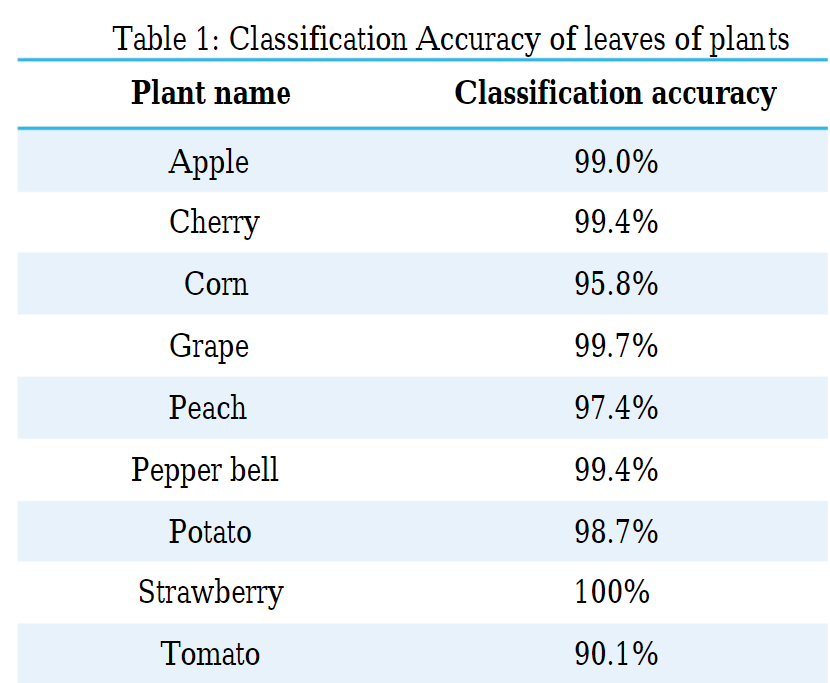 Table 1: Classification Accuracy of leaves of plants
Plant name Classification accuracy
Apple 99.0%
Cherry 99.4%
Corn 95.8%
Grape 99.7%
Peach 97.4%
Pepper bell 99.4%
Potato 98.7%
Strawberry 100%
Tomato 90.1%